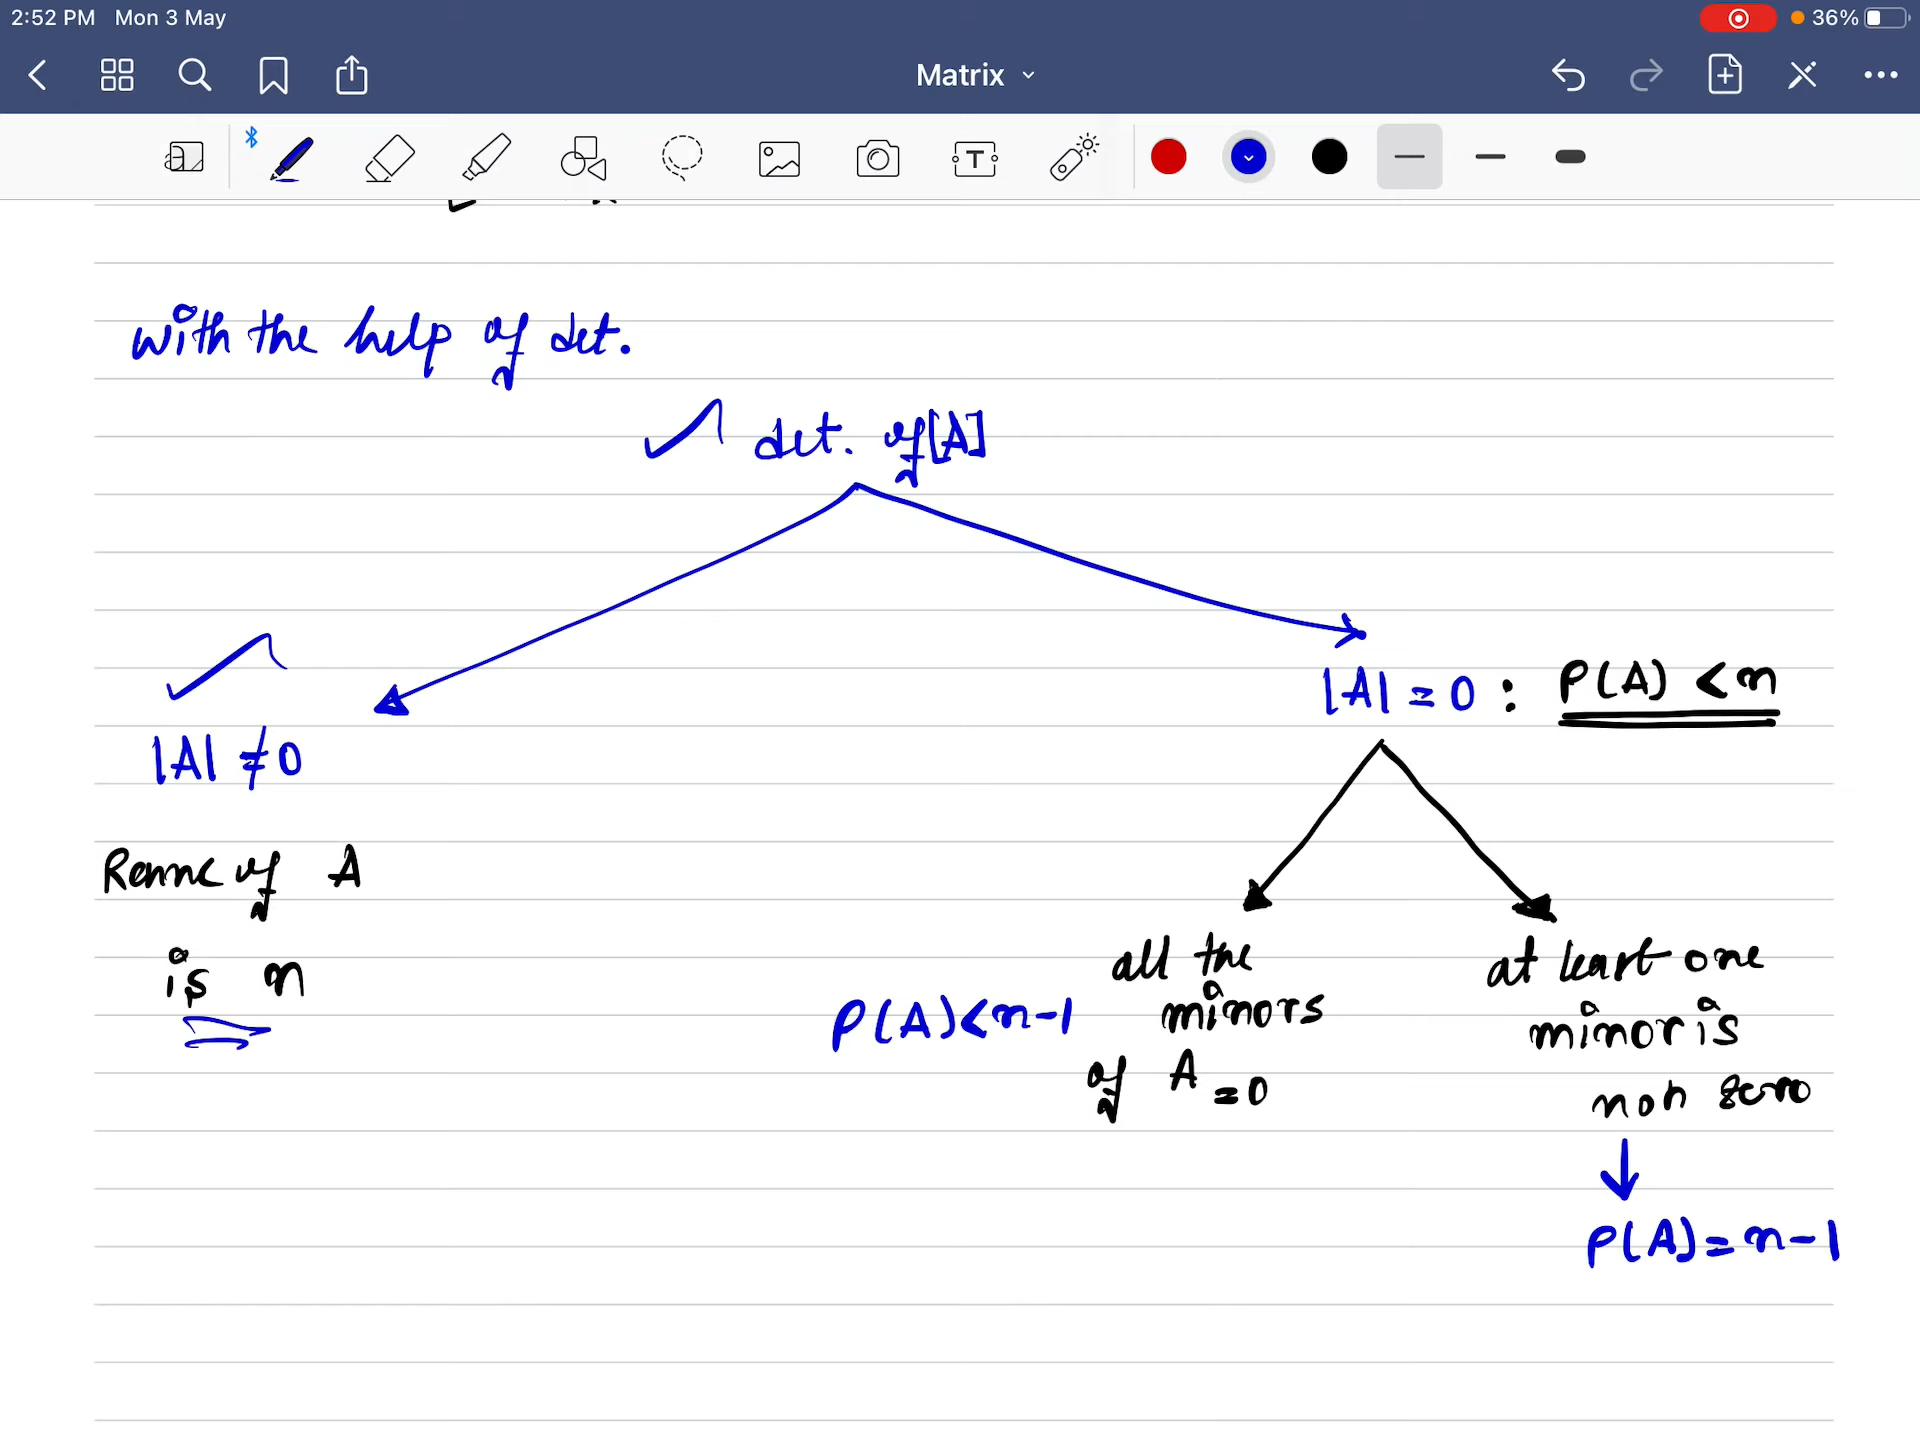 2:52 PM Mon 3 May
36%
Matrix
with the help of det.
det. of [A]
|A| = 0 : ρ(A) < n
|A| ≠ 0
Rank of A
is n
all the
minors
of A = 0
ρ(A) < n-1
at least one
minor is
non zero
ρ(A) = n-1